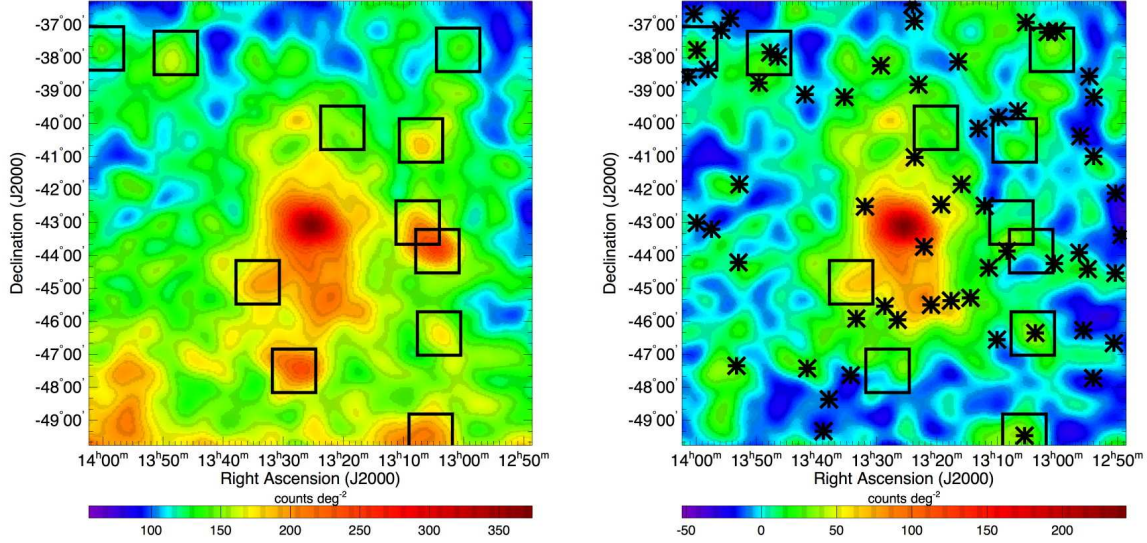 -37°00'
-38°00'
-39°00'
-40°00'
-41°00'
-42°00'
-43°00'
-44°00'
-45°00'
-46°00'
-47°00'
-48°00'
-49°00'
Declination (J2000)
14ʰ00ᵐ 13ʰ50ᵐ 13ʰ40ᵐ 13ʰ30ᵐ 13ʰ20ᵐ 13ʰ10ᵐ 13ʰ00ᵐ 12ʰ50ᵐ
Right Ascension (J2000)
counts deg⁻²
100 150 200 250 300 350
-37°00'
-38°00'
-39°00'
-40°00'
-41°00'
-42°00'
-43°00'
-44°00'
-45°00'
-46°00'
-47°00'
-48°00'
-49°00'
Declination (J2000)
14ʰ00ᵐ 13ʰ50ᵐ 13ʰ40ᵐ 13ʰ30ᵐ 13ʰ20ᵐ 13ʰ10ᵐ 13ʰ00ᵐ 12ʰ50ᵐ
Right Ascension (J2000)
counts deg⁻²
-50 0 50 100 150 200